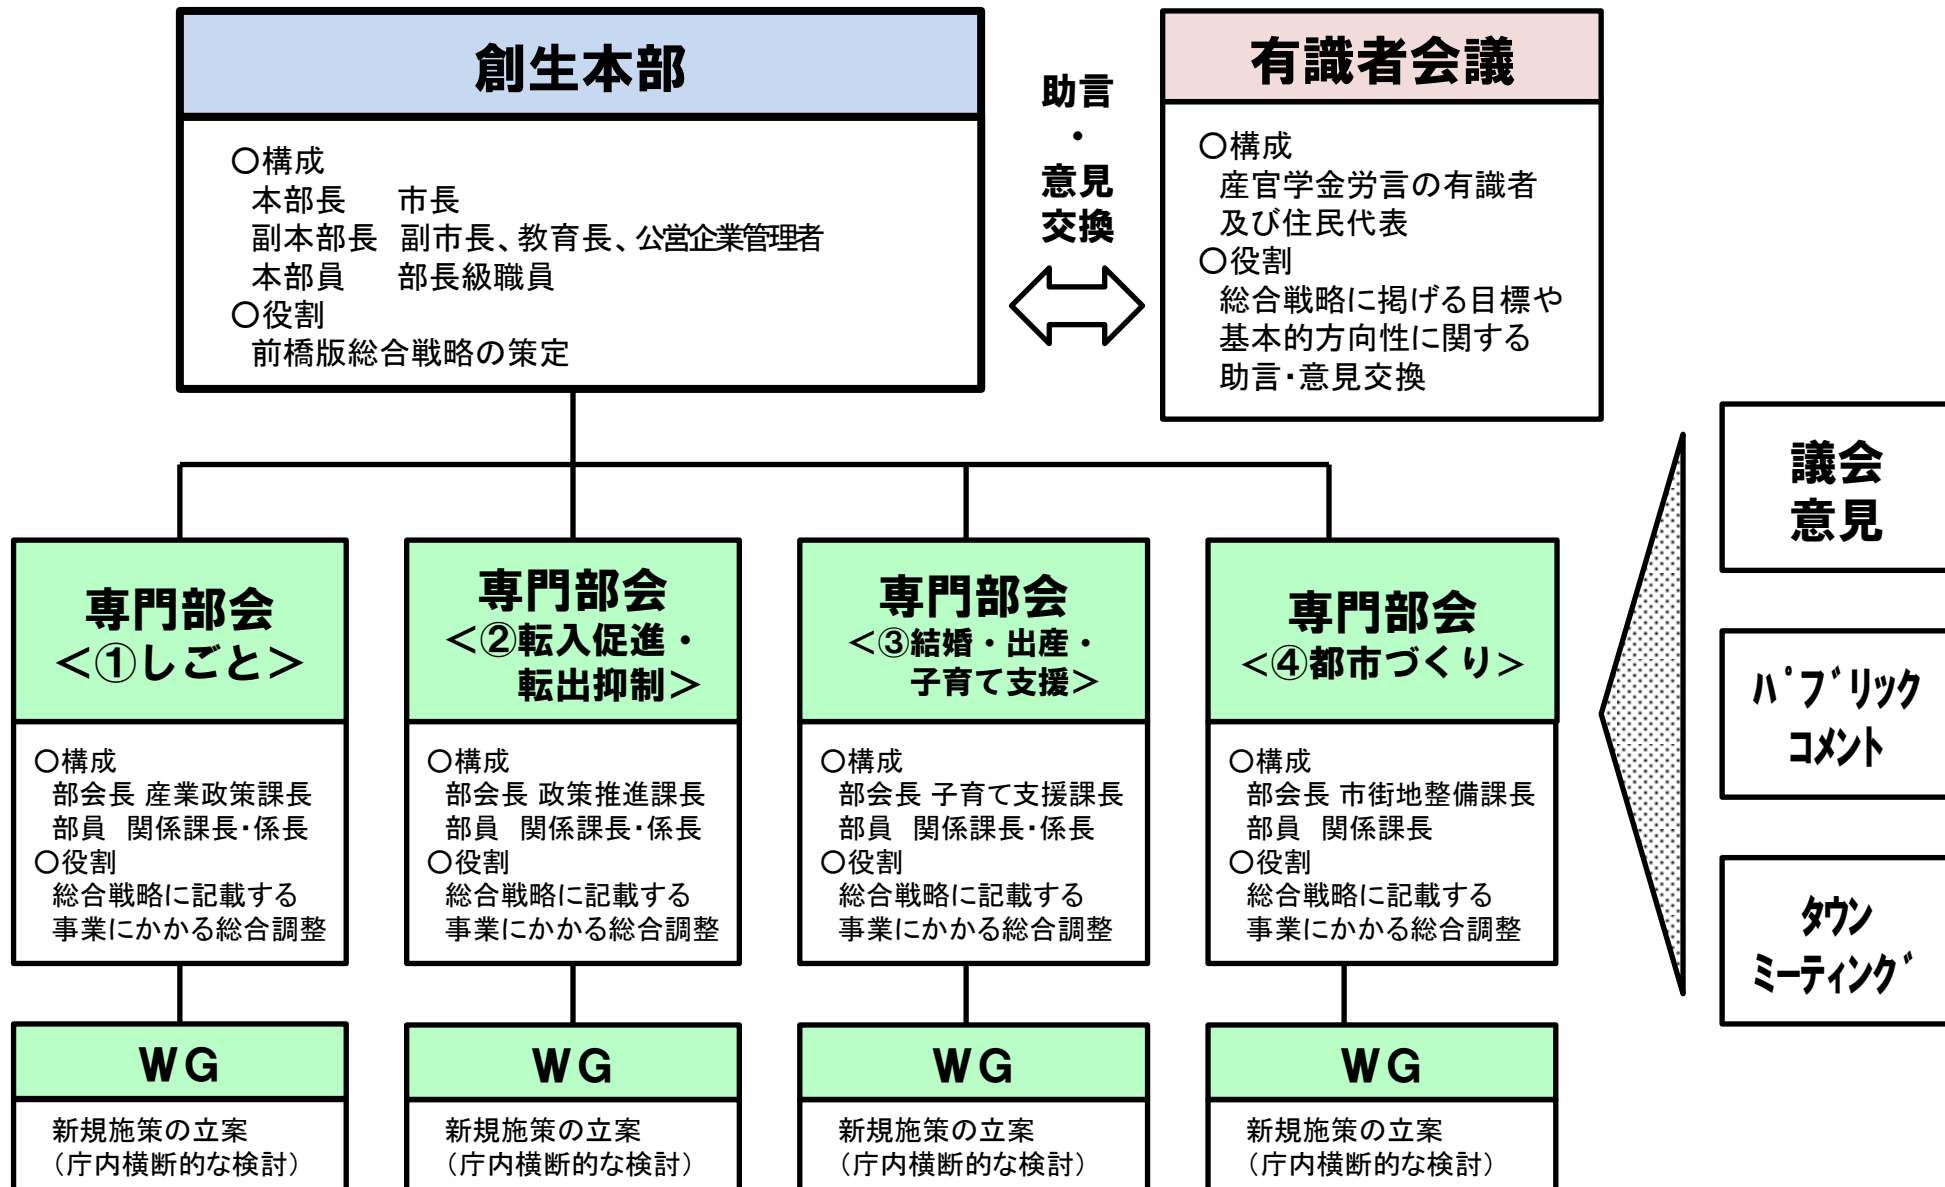 創生本部
○構成
本部長　市長
副本部長 副市長、教育長、公営企業管理者
本部員　部長級職員
○役割
前橋版総合戦略の策定
助言
・
意見
交換
有識者会議
○構成
産官学金労言の有識者
及び住民代表
○役割
総合戦略に掲げる目標や
基本的方向性に関する
助言・意見交換
専門部会
＜①しごと＞
○構成
部会長 産業政策課長
部員　関係課長・係長
○役割
総合戦略に記載する
事業にかかる総合調整
専門部会
＜②転入促進・
転出抑制＞
○構成
部会長 政策推進課長
部員　関係課長・係長
○役割
総合戦略に記載する
事業にかかる総合調整
専門部会
＜③結婚・出産・
子育て支援＞
○構成
部会長 子育て支援課長
部員　関係課長・係長
○役割
総合戦略に記載する
事業にかかる総合調整
専門部会
＜④都市づくり＞
○構成
部会長 市街地整備課長
部員　関係課長
○役割
総合戦略に記載する
事業にかかる総合調整
WG
新規施策の立案
（庁内横断的な検討）
WG
新規施策の立案
（庁内横断的な検討）
WG
新規施策の立案
（庁内横断的な検討）
WG
新規施策の立案
（庁内横断的な検討）
議会
意見
ﾊﾟﾌﾞﾘｯｸ
ｺﾒﾝﾄ
ﾀｳﾝ
ﾐｰﾃｨﾝｸﾞ